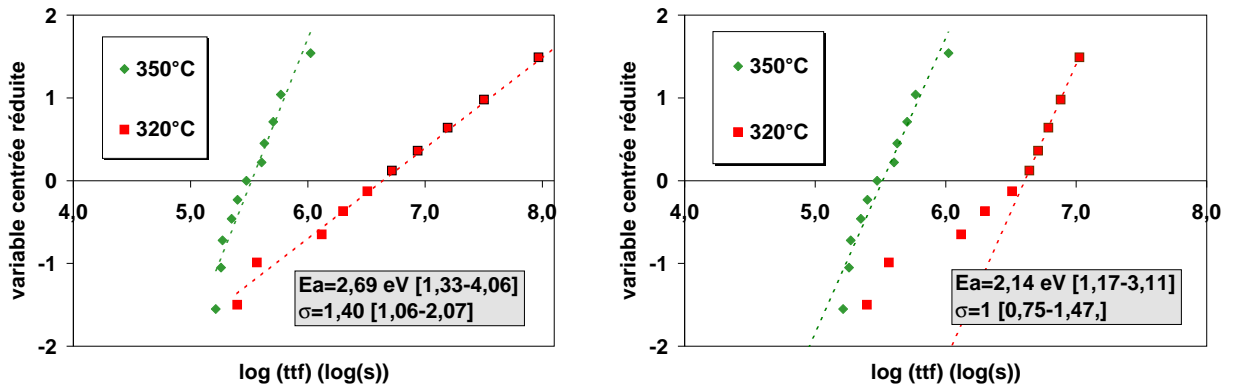 2
1
0
-1
-2
4,0
5,0
6,0
7,0
8,0
variable centrée réduite
log (ttf) (log(s))
350°C
320°C
Ea=2,69 eV [1,33-4,06]
σ=1,40 [1,06-2,07]
2
1
0
-1
-2
4,0
5,0
6,0
7,0
8,0
variable centrée réduite
log (ttf) (log(s))
350°C
320°C
Ea=2,14 eV [1,17-3,11]
σ=1 [0,75-1,47,]